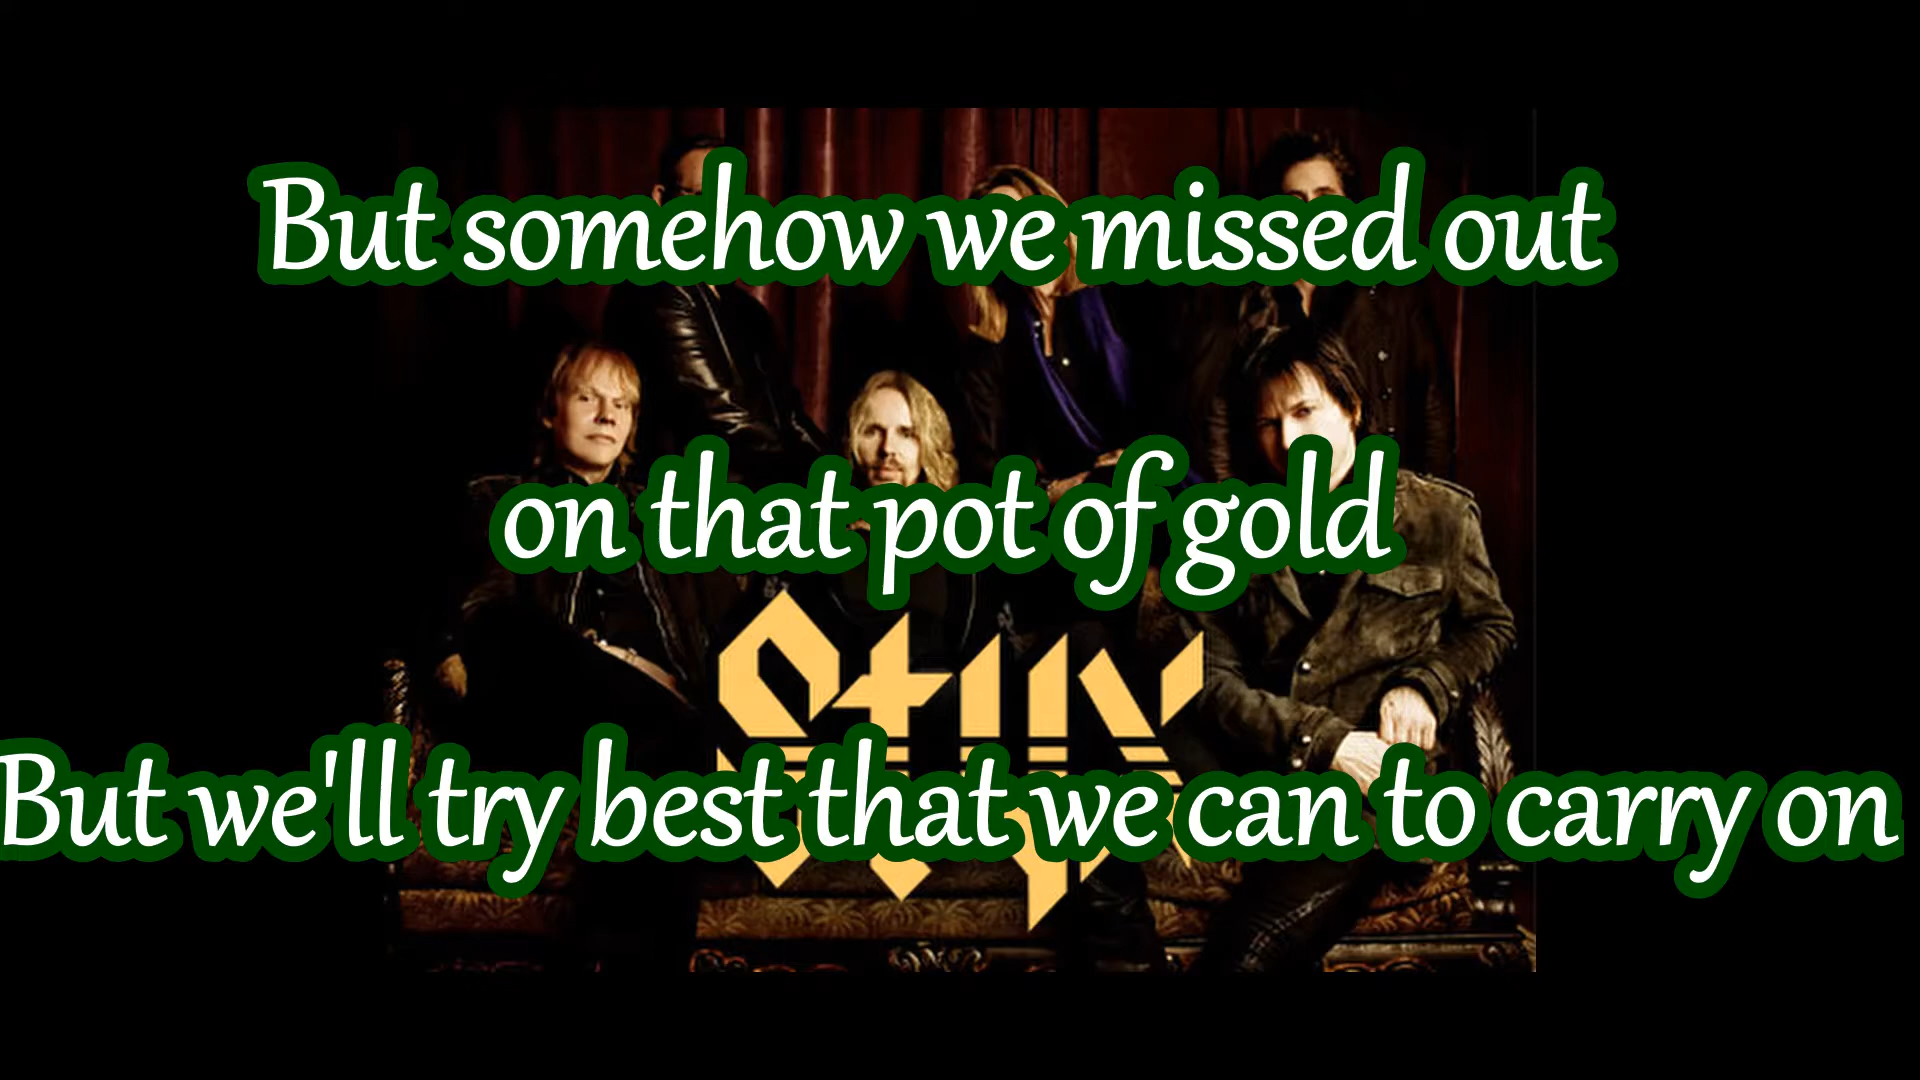 But somehow we missed out
on that pot of gold
Styx
But we'll try best that we can to carry on